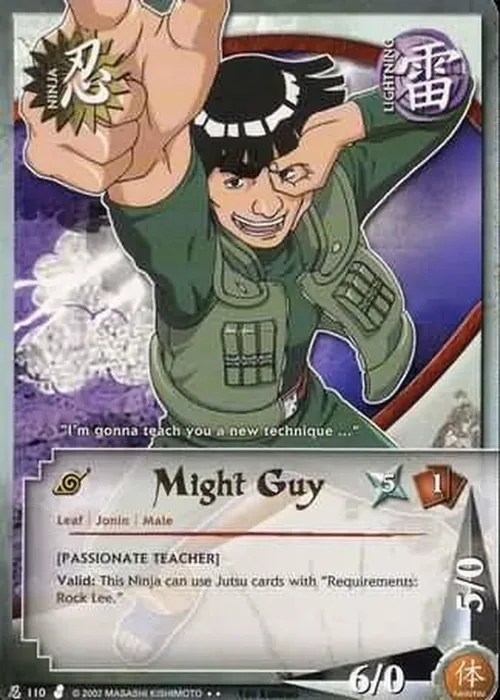 忍
NINJA
雷
LIGHTNING
"I'm gonna teach you a new technique ..."
Might Guy
5
1
Leaf | Jonin | Male
[PASSIONATE TEACHER]
Valid: This Ninja can use Jutsu cards with "Requirements:
Rock Lee."
5/0
6/0
体
忍 110 © 2002 MASASHI KISHIMOTO